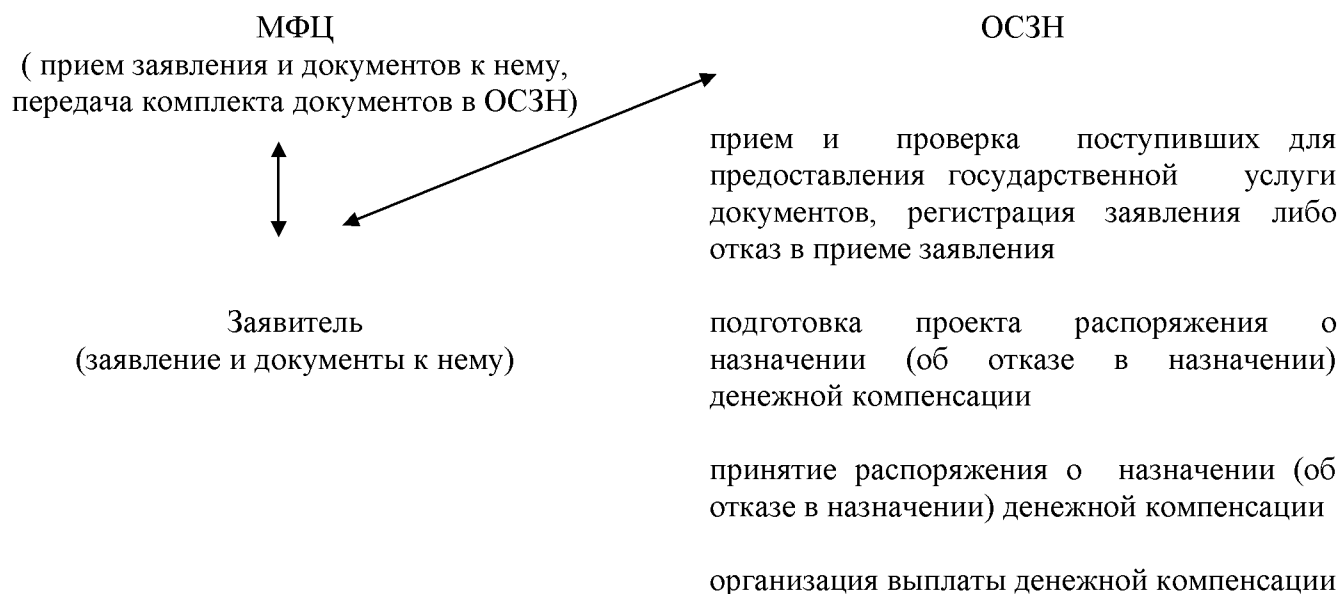 МФЦ
( прием заявления и документов к нему,
передача комплекта документов в ОСЗН)
Заявитель
(заявление и документы к нему)
ОСЗН
прием и проверка поступивших для
предоставления государственной услуги
документов, регистрация заявления либо
отказ в приеме заявления
подготовка проекта распоряжения о
назначении (об отказе в назначении)
денежной компенсации
принятие распоряжения о назначении (об
отказе в назначении) денежной компенсации
организация выплаты денежной компенсации